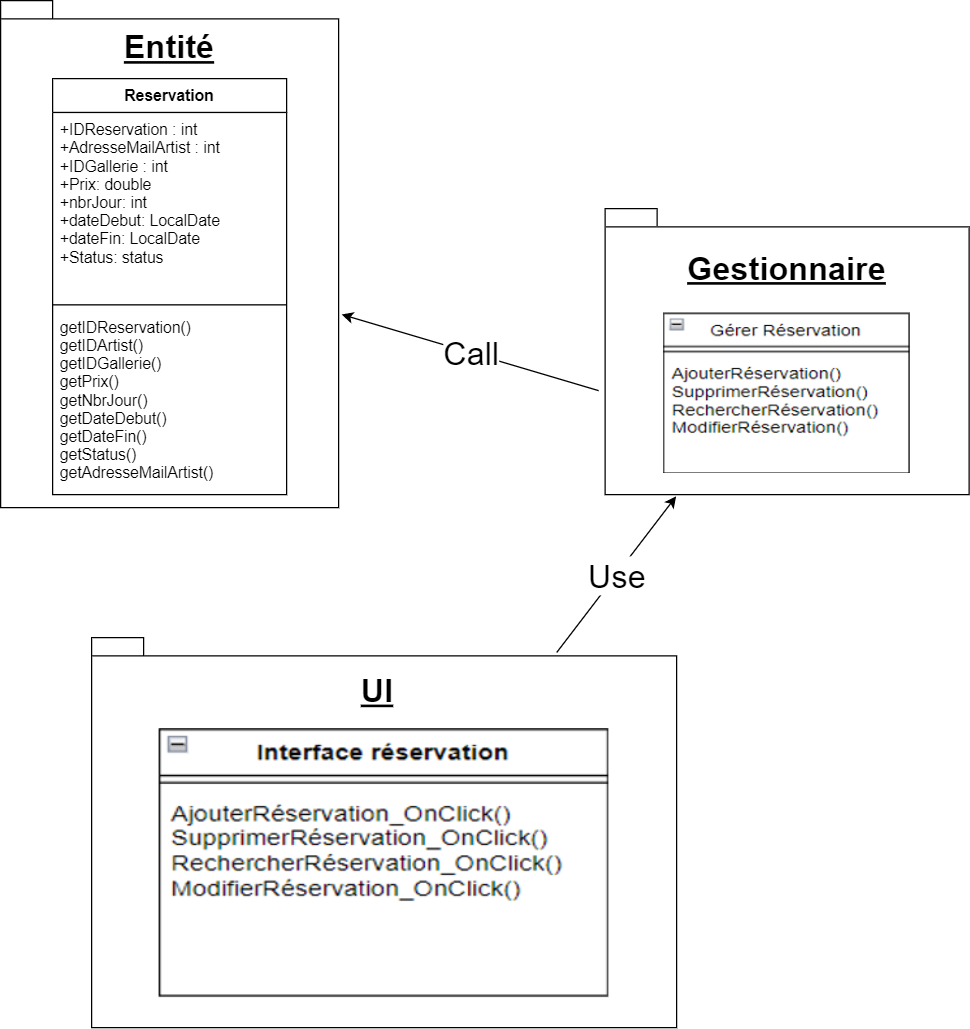 Entité
Reservation
+IDReservation : int
+AdresseMailArtist : int
+IDGallerie : int
+Prix: double
+nbrJour: int
+dateDebut: LocalDate
+dateFin: LocalDate
+Status: status
getIDReservation()
getIDArtist()
getIDGallerie()
getPrix()
getNbrJour()
getDateDebut()
getDateFin()
getStatus()
getAdresseMailArtist()
Call
Gestionnaire
Gérer Réservation
AjouterRéservation()
SupprimerRéservation()
RechercherRéservation()
ModifierRéservation()
Use
UI
Interface réservation
AjouterRéservation_OnClick()
SupprimerRéservation_OnClick()
RechercherRéservation_OnClick()
ModifierRéservation_OnClick()